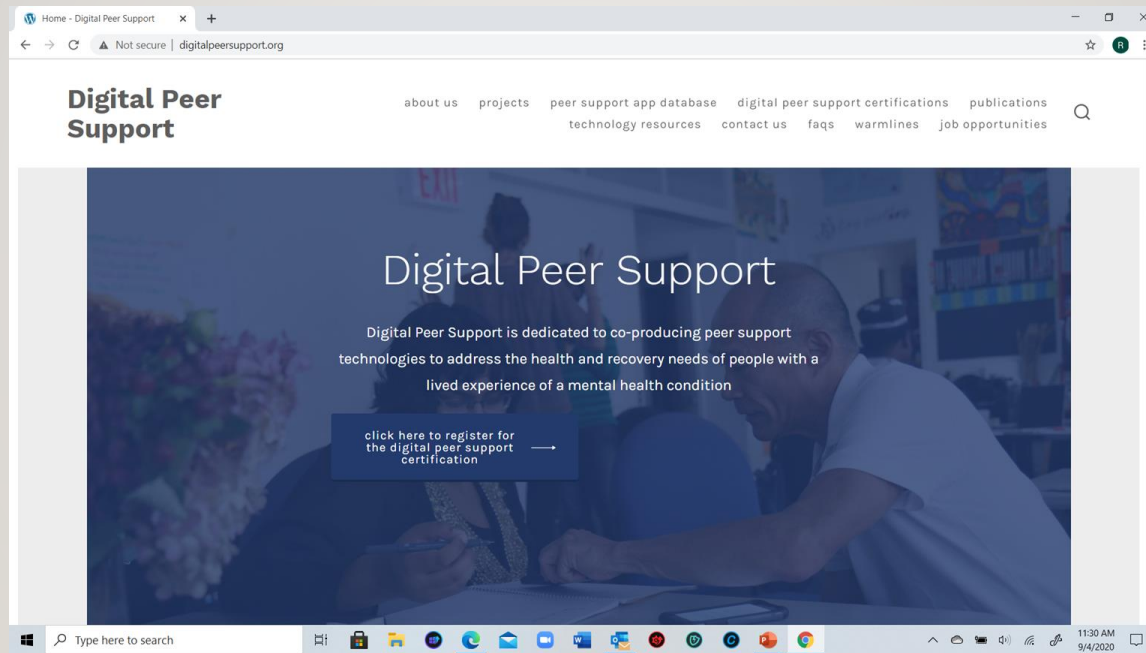 Home - Digital Peer Support
Not secure | digitalpeersupport.org
R
Digital Peer
Support
about us projects peer support app database digital peer support certifications publications
technology resources contact us faqs warmlines job opportunities
EXIT
Digital Peer Support
Digital Peer Support is dedicated to co-producing peer support
technologies to address the health and recovery needs of people with a
lived experience of a mental health condition
click here to register for
the digital peer support
certification
Type here to search
11:30 AM
9/4/2020